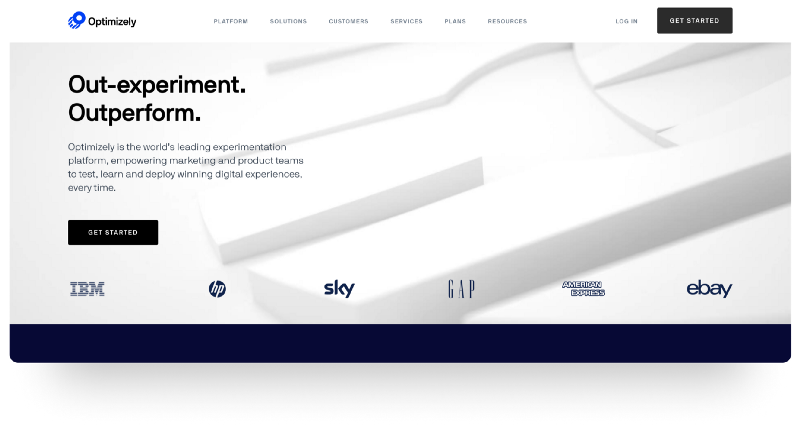 Optimizely
PLATFORM
SOLUTIONS
CUSTOMERS
SERVICES
PLANS
RESOURCES
LOG IN
GET STARTED
Out-experiment.
Outperform.
Optimizely is the world's leading experimentation
platform, empowering marketing and product teams
to test, learn and deploy winning digital experiences,
every time.
GET STARTED
IBM
hp
sky
GAP
AMERICAN
EXPRESS
ebay